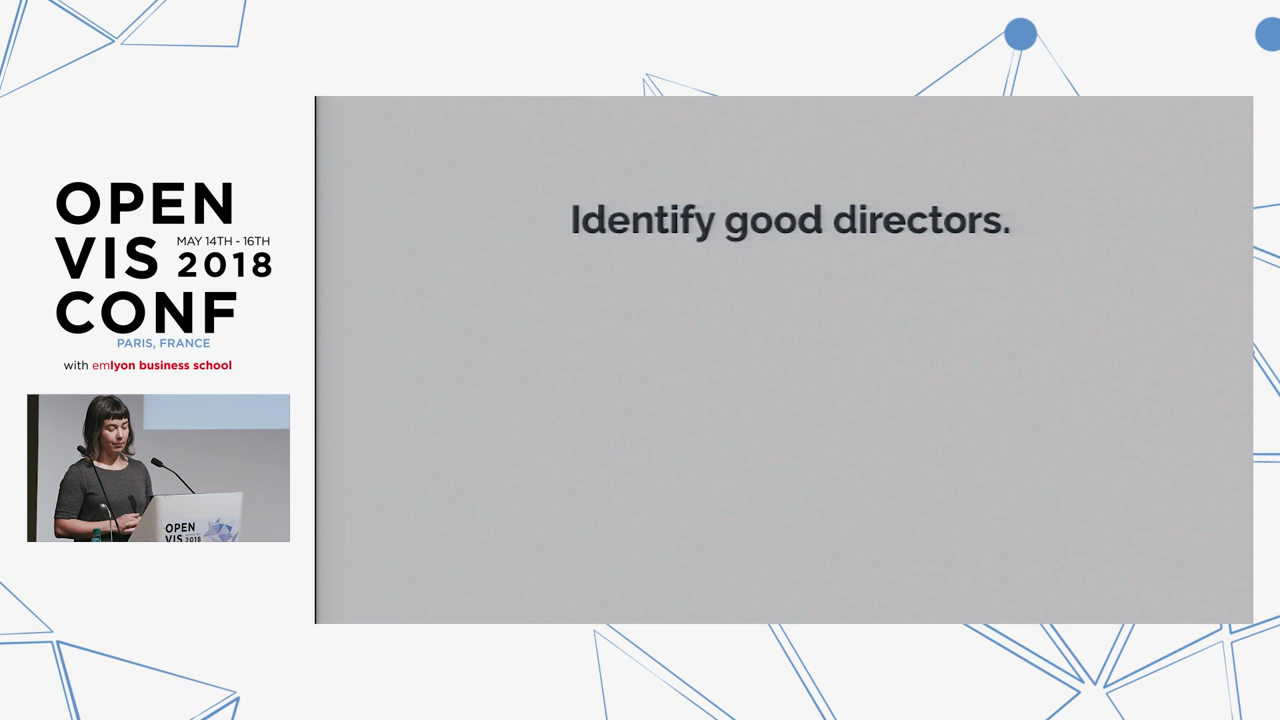 OPEN
VIS
MAY 14TH - 16TH
2018
CONF
PARIS, FRANCE
with emlyon business school
Identify good directors.
OPEN
VIS 2018